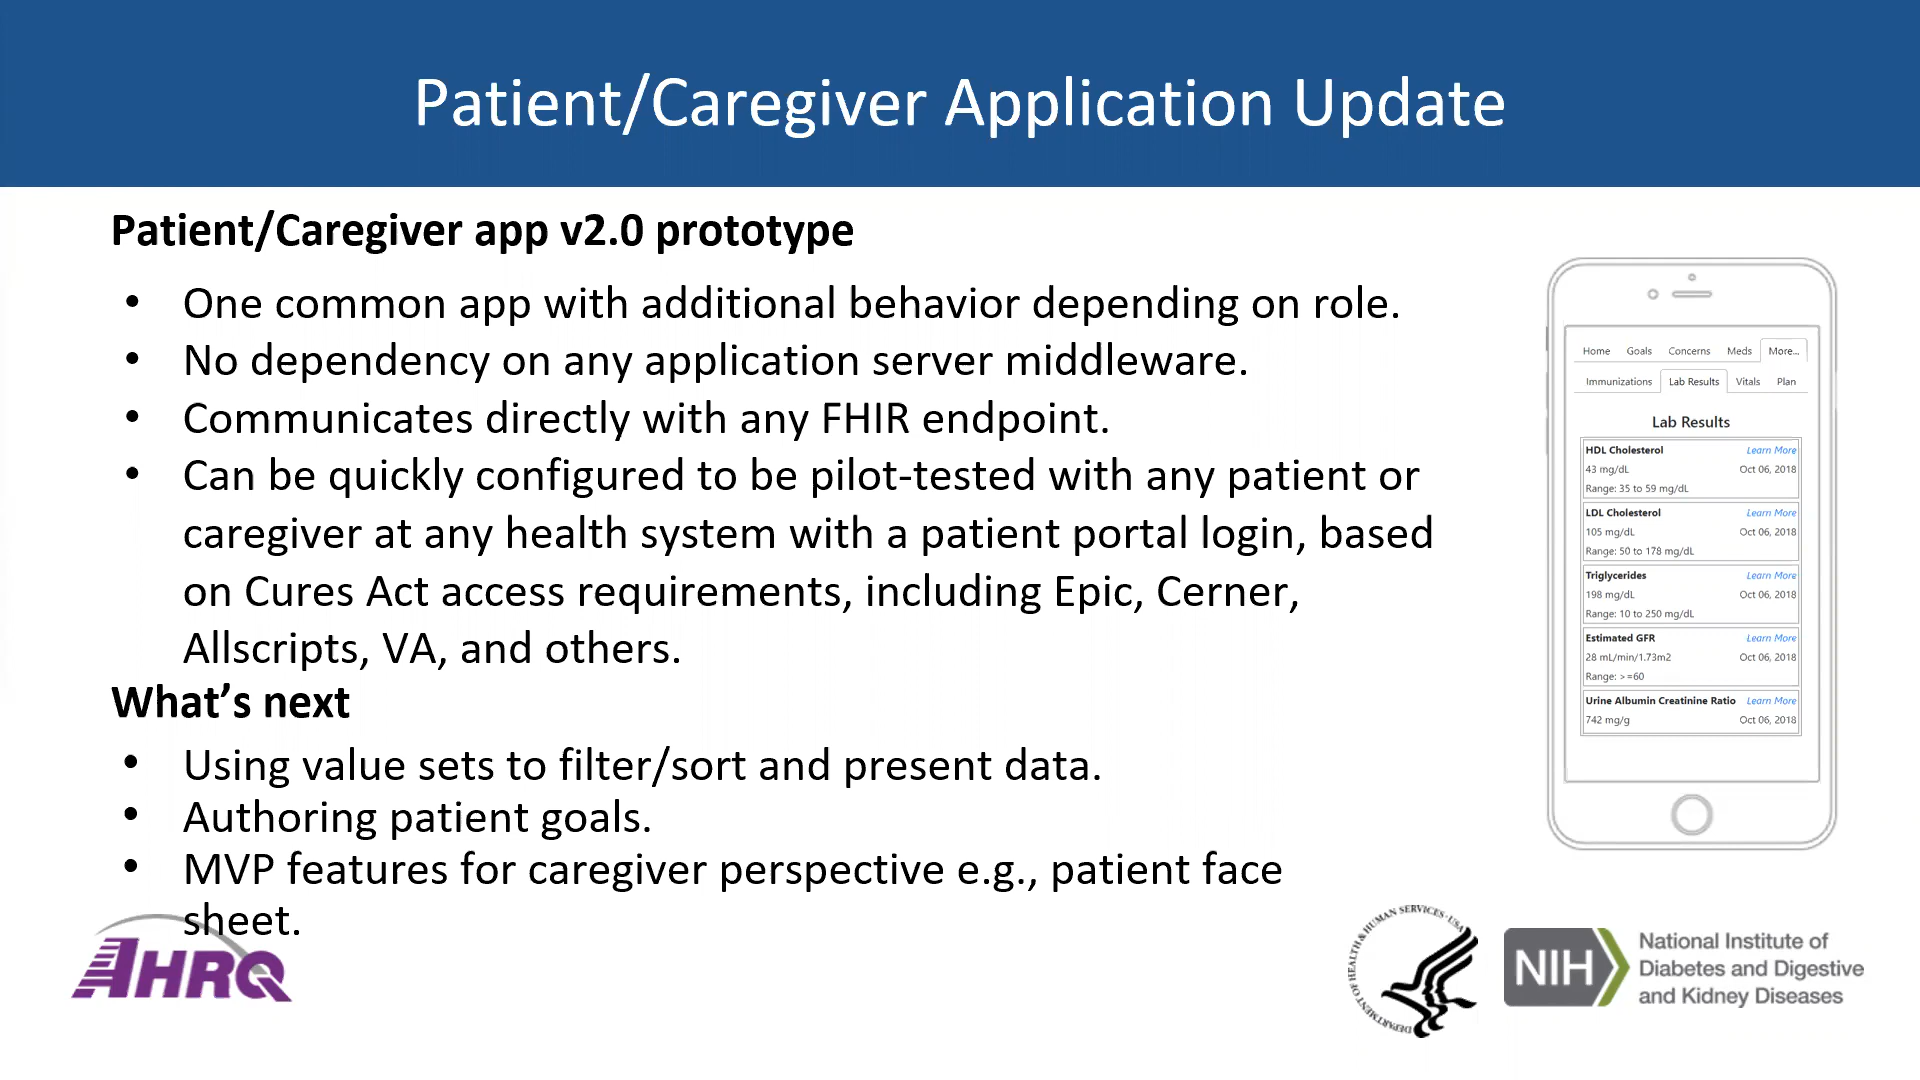 Patient/Caregiver Application Update
Patient/Caregiver app v2.0 prototype
• One common app with additional behavior depending on role.
• No dependency on any application server middleware.
• Communicates directly with any FHIR endpoint.
• Can be quickly configured to be pilot-tested with any patient or
caregiver at any health system with a patient portal login, based
on Cures Act access requirements, including Epic, Cerner,
Allscripts, VA, and others.
What's next
• Using value sets to filter/sort and present data.
• Authoring patient goals.
• MVP features for caregiver perspective e.g., patient face
sheet.
Home Goals Concerns Meds More...
Immunizations Lab Results Vitals Plan
Lab Results
HDL Cholesterol Learn More
43 mg/dL Oct 06, 2018
Range: 35 to 59 mg/dL
LDL Cholesterol Learn More
105 mg/dL Oct 06, 2018
Range: 50 to 178 mg/dL
Triglycerides Learn More
198 mg/dL Oct 06, 2018
Range: 10 to 250 mg/dL
Estimated GFR Learn More
28 mL/min/1.73m2 Oct 06, 2018
Range: >=60
Urine Albumin Creatinine Ratio Learn More
742 mg/g Oct 06, 2018
AHRQ
DEPARTMENT OF HEALTH & HUMAN SERVICES · USA
NIH
National Institute of
Diabetes and Digestive
and Kidney Diseases